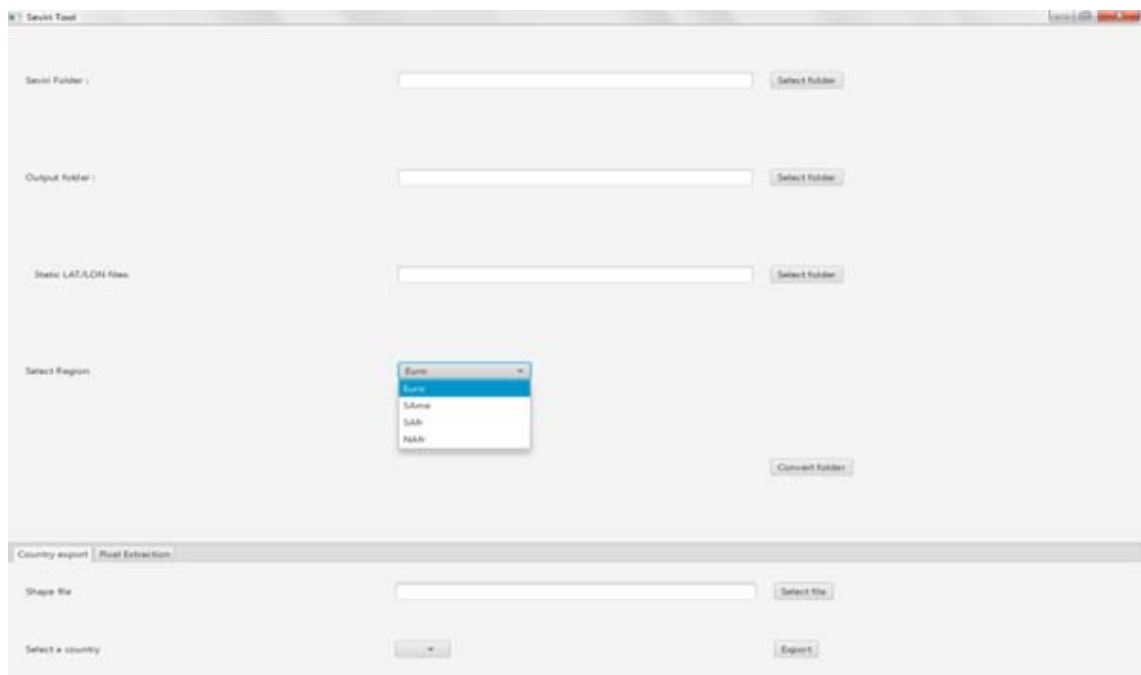 Seviri Tool
Seviri Folder : Select folder
Output folder : Select folder
Static LAT/LON files Select folder
Select Region Euro
Euro
SAme
SAfr
NAfr
Convert folder
Country export Pixel Extraction
Shape file Select file
Select a country Export